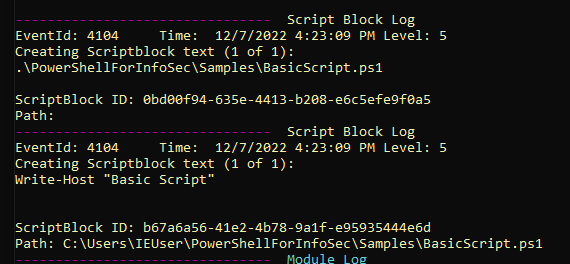 --------------------------------  Script Block Log
EventId: 4104     Time:  12/7/2022 4:23:09 PM Level: 5
Creating Scriptblock text (1 of 1):
.\PowerShellForInfoSec\Samples\BasicScript.ps1
ScriptBlock ID: 0bd00f94-635e-4413-b208-e6c5efe9f0a5
Path:
--------------------------------  Script Block Log
EventId: 4104     Time:  12/7/2022 4:23:09 PM Level: 5
Creating Scriptblock text (1 of 1):
Write-Host "Basic Script"
ScriptBlock ID: b67a6a56-41e2-4b78-9a1f-e95935444e6d
Path: C:\Users\IEUser\PowerShellForInfoSec\Samples\BasicScript.ps1
--------------------------------  Module Log